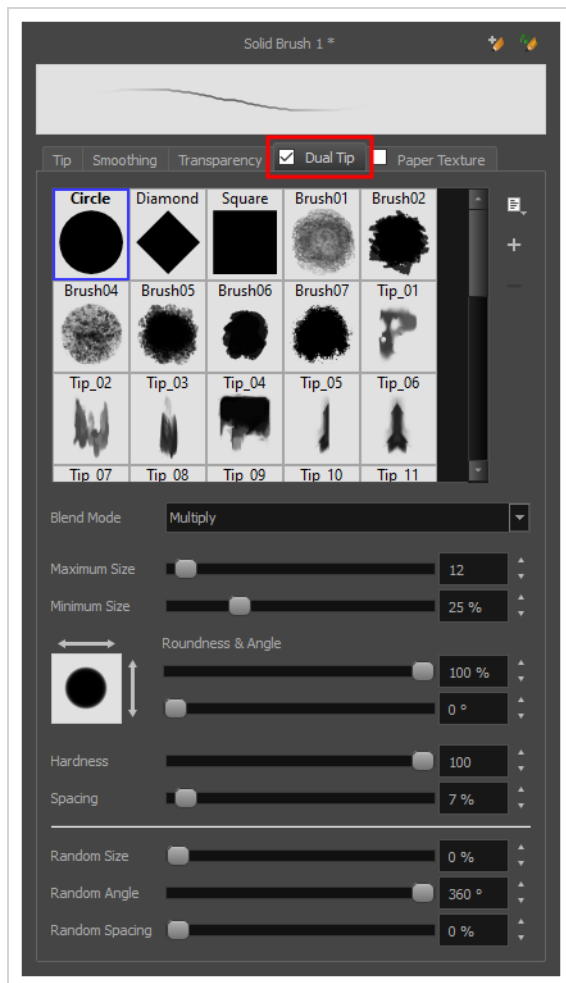 Solid Brush 1 *
Tip Smoothing Transparency Dual Tip Paper Texture
Circle Diamond Square Brush01 Brush02
Brush04 Brush05 Brush06 Brush07 Tip_01
Tip_02 Tip_03 Tip_04 Tip_05 Tip_06
Tip_07 Tip_08 Tip_09 Tip_10 Tip_11
Blend Mode Multiply
Maximum Size 12
Minimum Size 25 %
Roundness & Angle
100 %
0 °
Hardness 100
Spacing 7 %
Random Size 0 %
Random Angle 360 °
Random Spacing 0 %